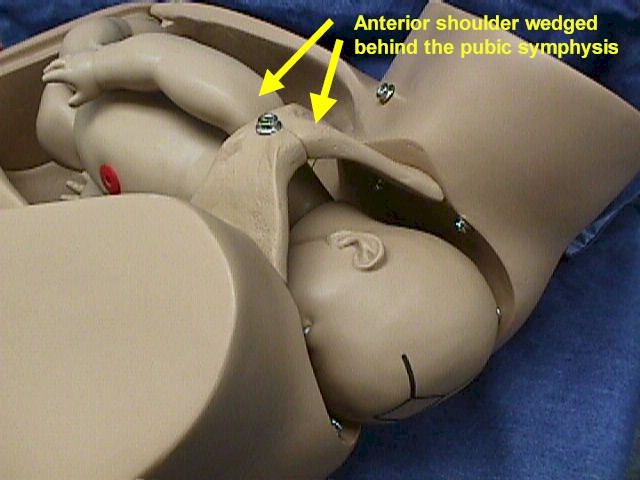 Anterior shoulder wedged
behind the pubic symphysis